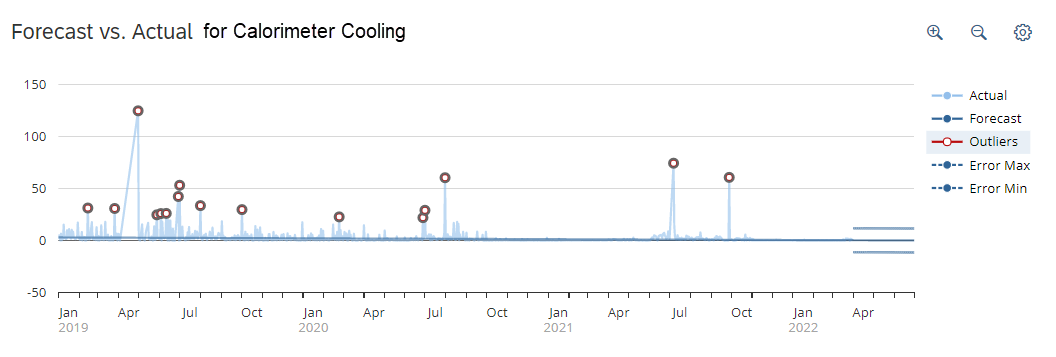 Forecast vs. Actual for Calorimeter Cooling
150
100
50
0
-50
Jan Apr Jul Oct Jan Apr Jul Oct Jan Apr Jul Oct Jan Apr
2019 2020 2021 2022
Actual
Forecast
Outliers
Error Max
Error Min